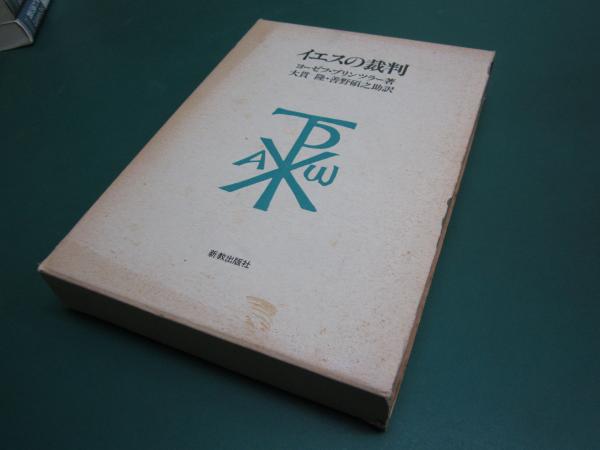 イエスの裁判
ヨーゼフ・ブリンツラー著
大貫 隆・善野碩之助訳
A
ω
新教出版社